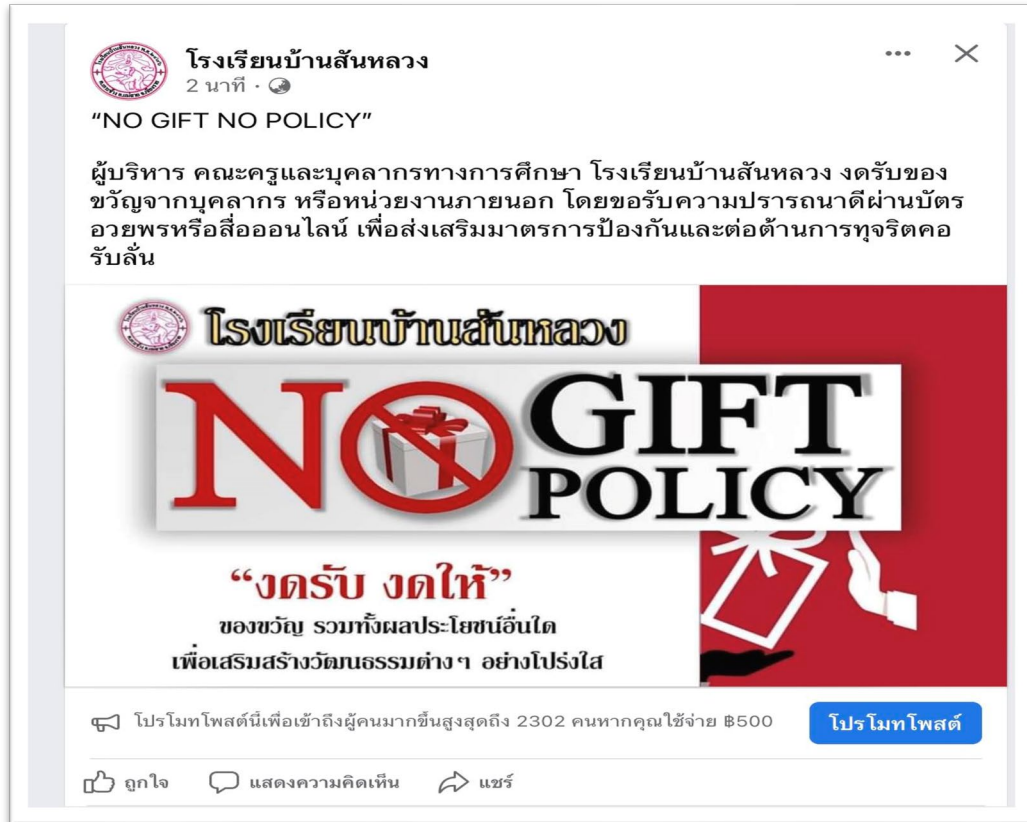 โรงเรียนบ้านสันหลวง
2 นาที ·
"NO GIFT NO POLICY"
ผู้บริหาร คณะครูและบุคลากรทางการศึกษา โรงเรียนบ้านสันหลวง งดรับของ
ขวัญจากบุคลากร หรือหน่วยงานภายนอก โดยขอรับความปรารถนาดีผ่านบัตร
อวยพรหรือสื่อออนไลน์ เพื่อส่งเสริมมาตรการป้องกันและต่อต้านการทุจริตคอ
รับลั่น
โรงเรียนบ้านสันหลวง
NO GIFT
POLICY
“งดรับ งดให้”
ของขวัญ รวมทั้งผลประโยชน์อื่นใด
เพื่อเสริมสร้างวัฒนธรรมต่างๆ อย่างโปร่งใส
โปรโมทโพสต์นี้เพื่อเข้าถึงผู้คนมากขึ้นสูงสุดถึง 2302 คนหากคุณใช้จ่าย ฿500
โปรโมทโพสต์
ถูกใจ แสดงความคิดเห็น แชร์